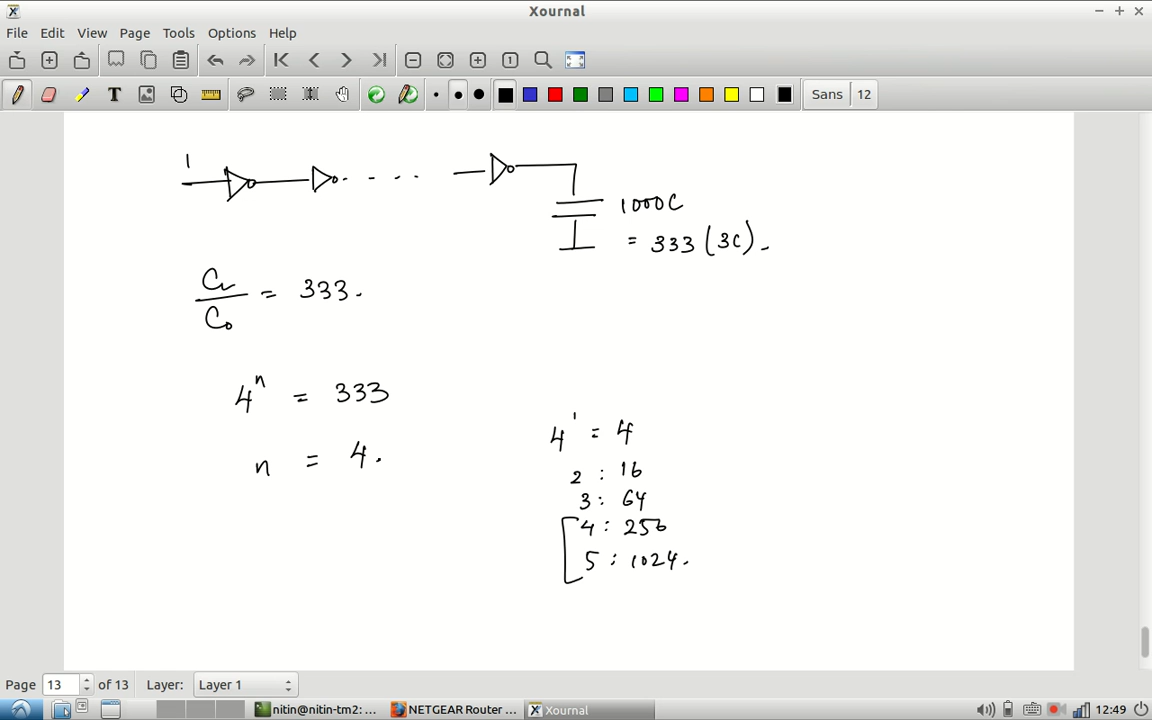 Xournal
File Edit View Page Tools Options Help
Sans 12
1
1000C
= 333 (3C).
C_L / C_0 = 333.
4^n = 333
n = 4.
4^1 = 4
2 : 16
3 : 64
4 : 256
5 : 1024.
Page 13 of 13 Layer: Layer 1
nitin@nitin-tm2: ... NETGEAR Router ... Xournal 12:49